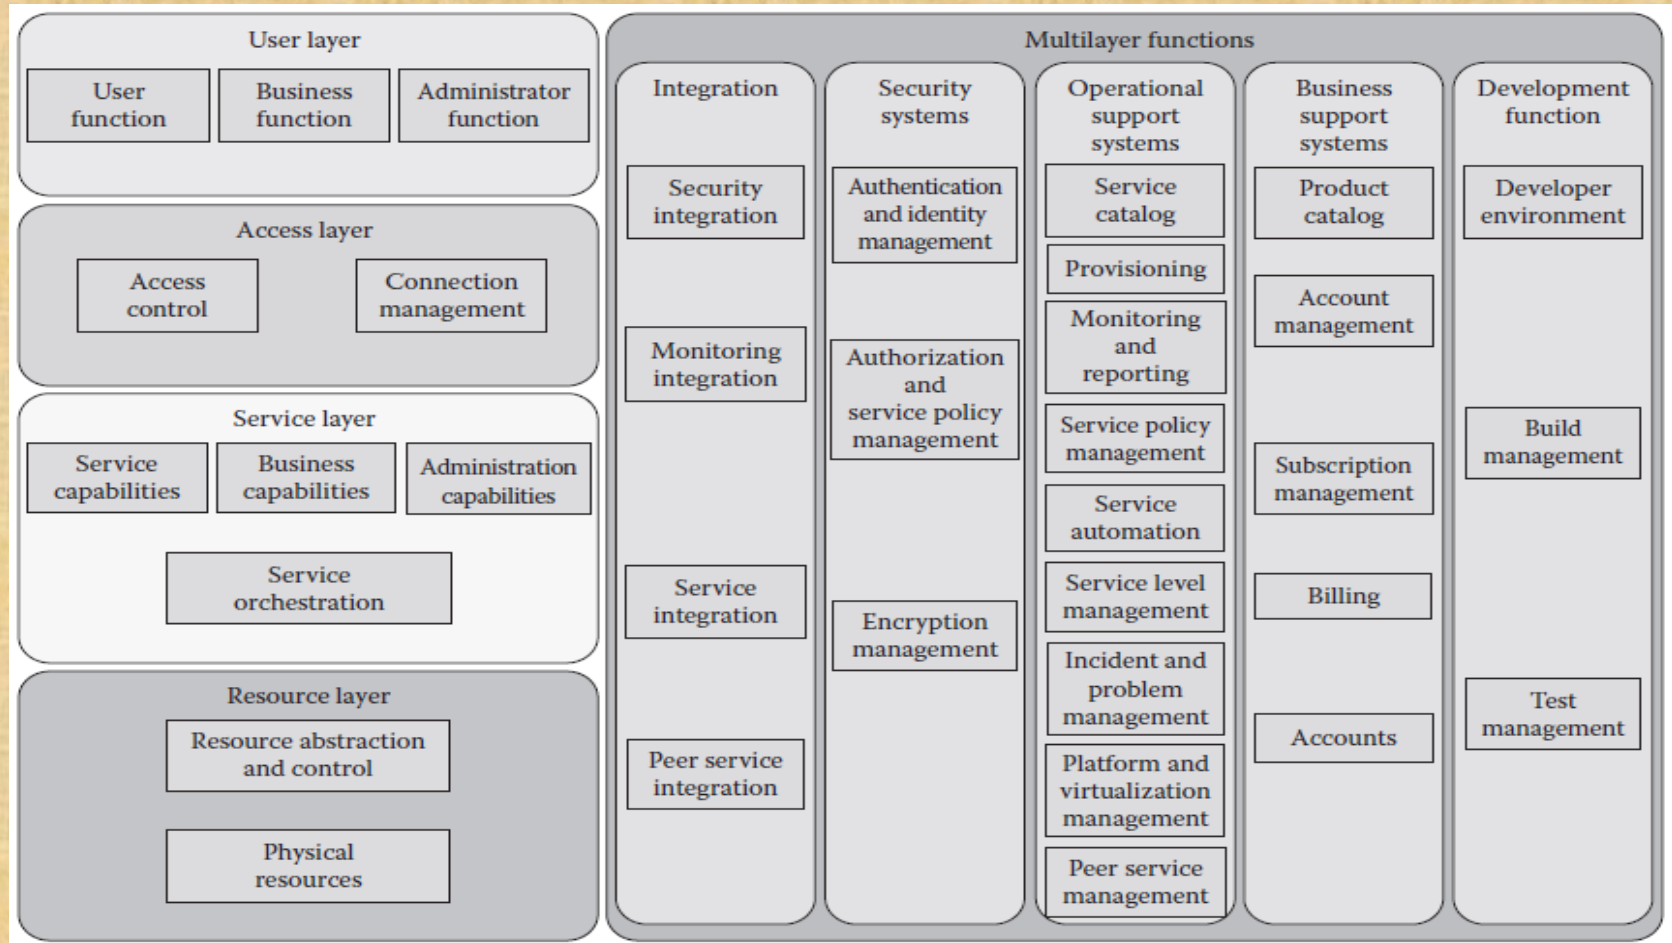 User layer
User
function
Business
function
Administrator
function
Access layer
Access
control
Connection
management
Service layer
Service
capabilities
Business
capabilities
Administration
capabilities
Service
orchestration
Resource layer
Resource abstraction
and control
Physical
resources
Multilayer functions
Integration
Security
integration
Monitoring
integration
Service
integration
Peer service
integration
Security
systems
Authentication
and identity
management
Authorization
and
service policy
management
Encryption
management
Operational
support
systems
Service
catalog
Provisioning
Monitoring
and
reporting
Service policy
management
Service
automation
Service level
management
Incident and
problem
management
Platform and
virtualization
management
Peer service
management
Business
support
systems
Product
catalog
Account
management
Subscription
management
Billing
Accounts
Development
function
Developer
environment
Build
management
Test
management